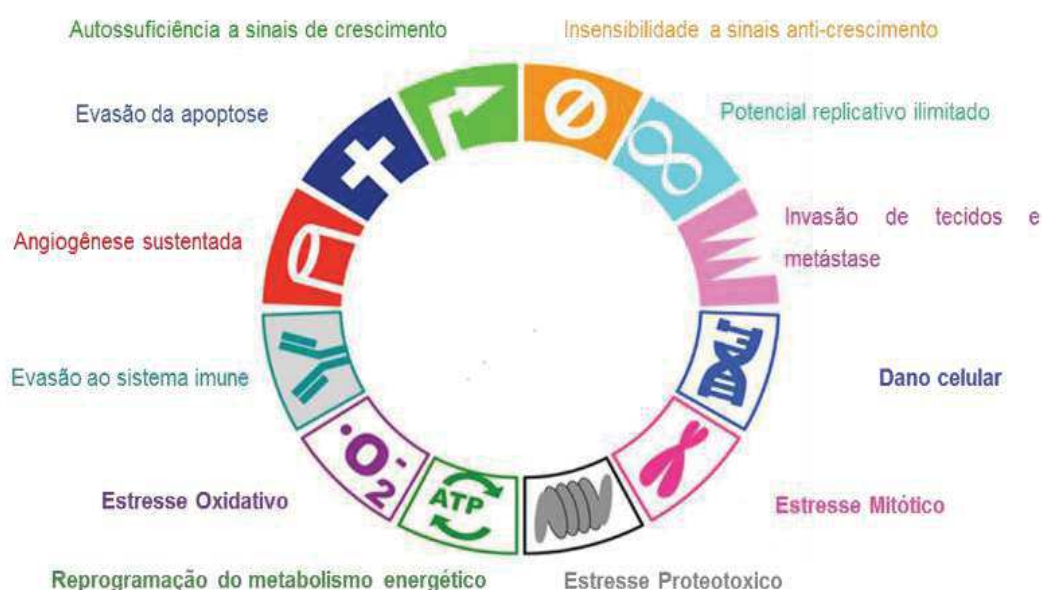 Autossuficiência a sinais de crescimento
Insensibilidade a sinais anti-crescimento
Evasão da apoptose
Potencial replicativo ilimitado
Angiogênese sustentada
Invasão de tecidos e
metástase
Evasão ao sistema imune
Dano celular
•O₂⁻
ATP
Estresse Oxidativo
Estresse Mitótico
Reprogramação do metabolismo energético
Estresse Proteotoxico